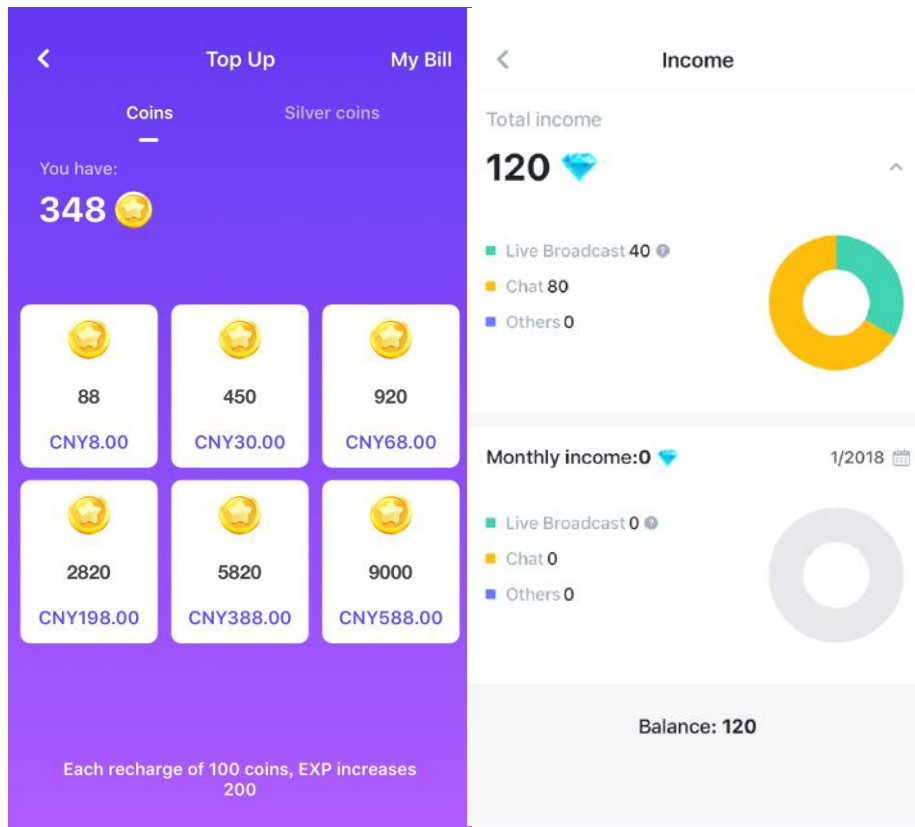 Top Up
My Bill
Coins
Silver coins
You have:
348
88
450
920
CNY8.00
CNY30.00
CNY68.00
2820
5820
9000
CNY198.00
CNY388.00
CNY588.00
Each recharge of 100 coins, EXP increases
200
Income
Total income
120
Live Broadcast 40 ?
Chat 80
Others 0
Monthly income:0
1/2018
Live Broadcast 0 ?
Chat 0
Others 0
Balance: 120